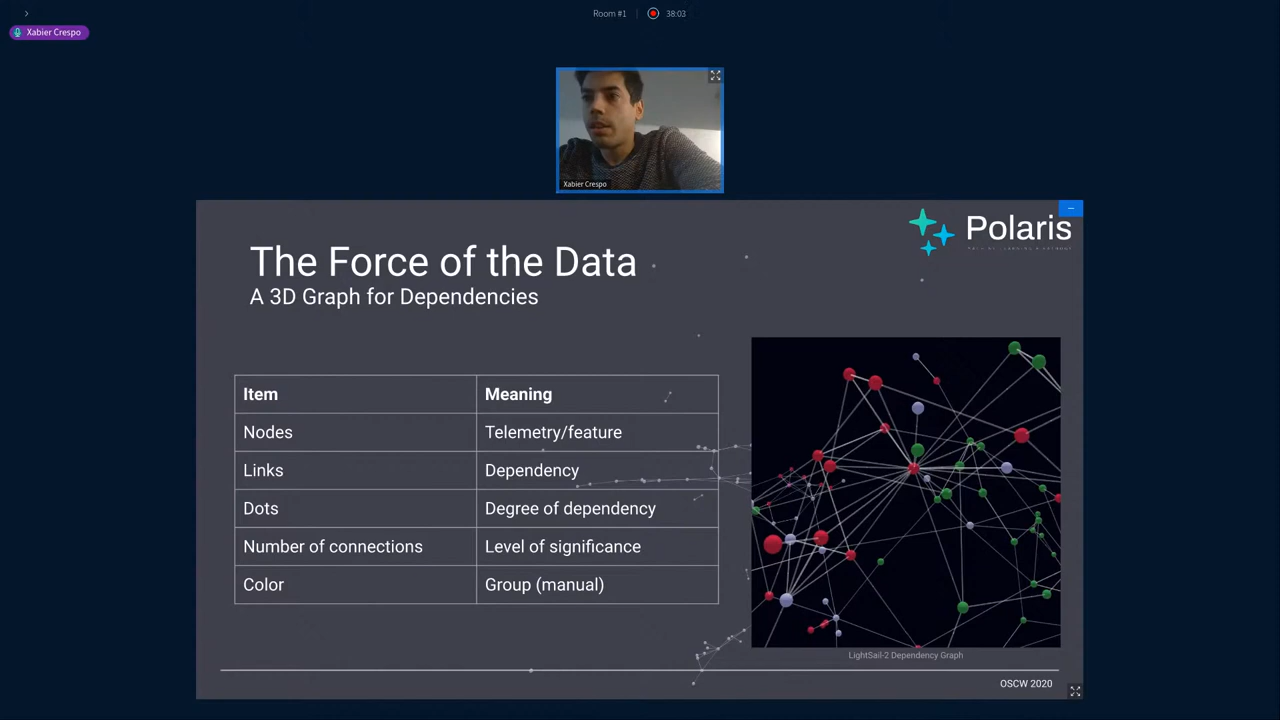 Room #1
38:03
Xabier Crespo
Xabier Crespo
Polaris
The Force of the Data
A 3D Graph for Dependencies
Item Meaning
Nodes Telemetry/feature
Links Dependency
Dots Degree of dependency
Number of connections Level of significance
Color Group (manual)
LightSail-2 Dependency Graph
OSCW 2020